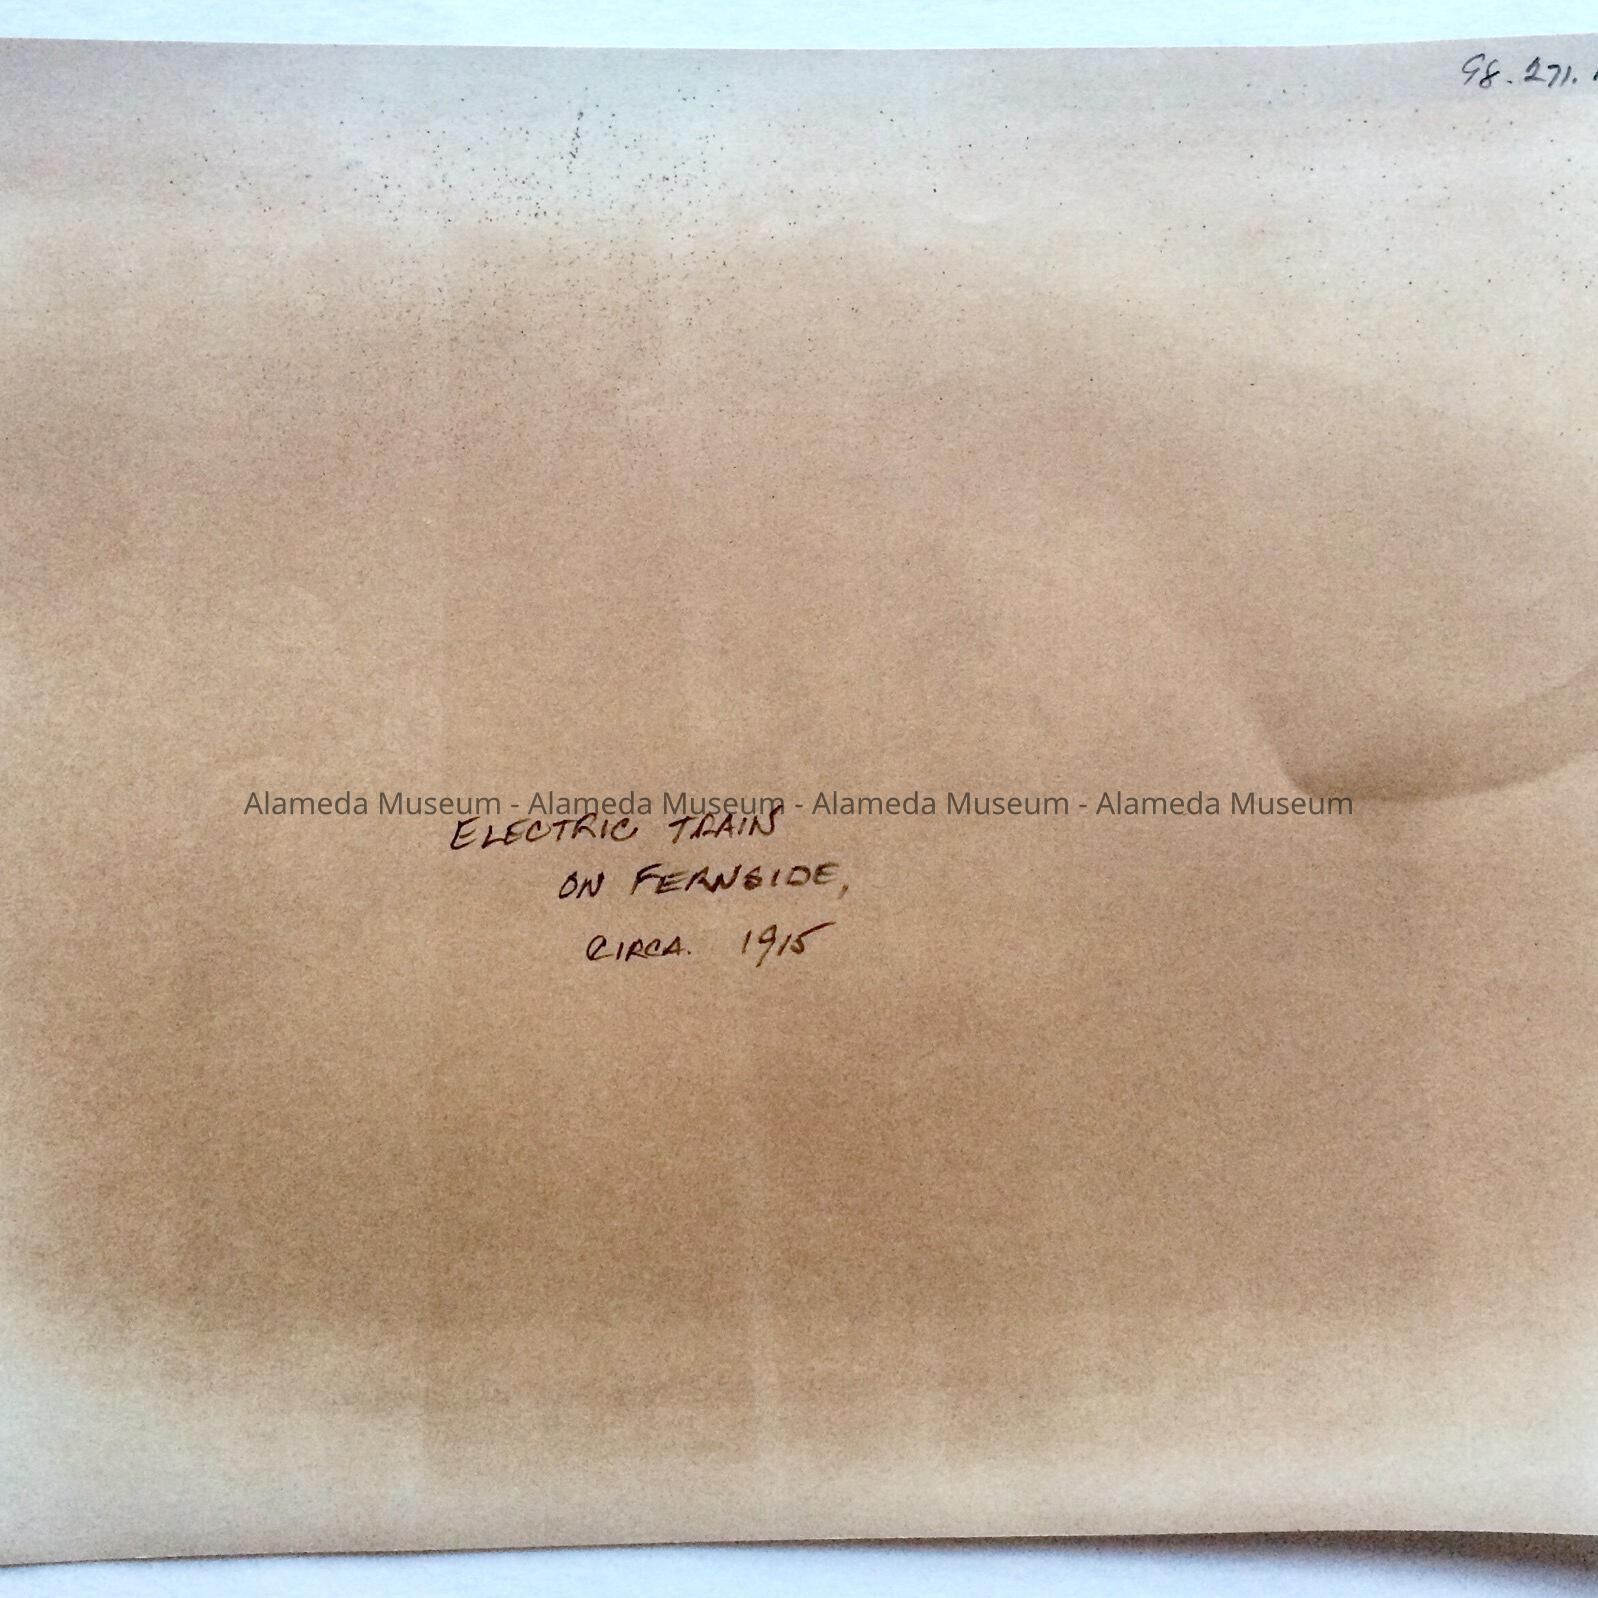 98.271.
Alameda Museum - Alameda Museum - Alameda Museum - Alameda Museum
ELECTRIC TRAIN
ON FERNSIDE,
CIRCA. 1915